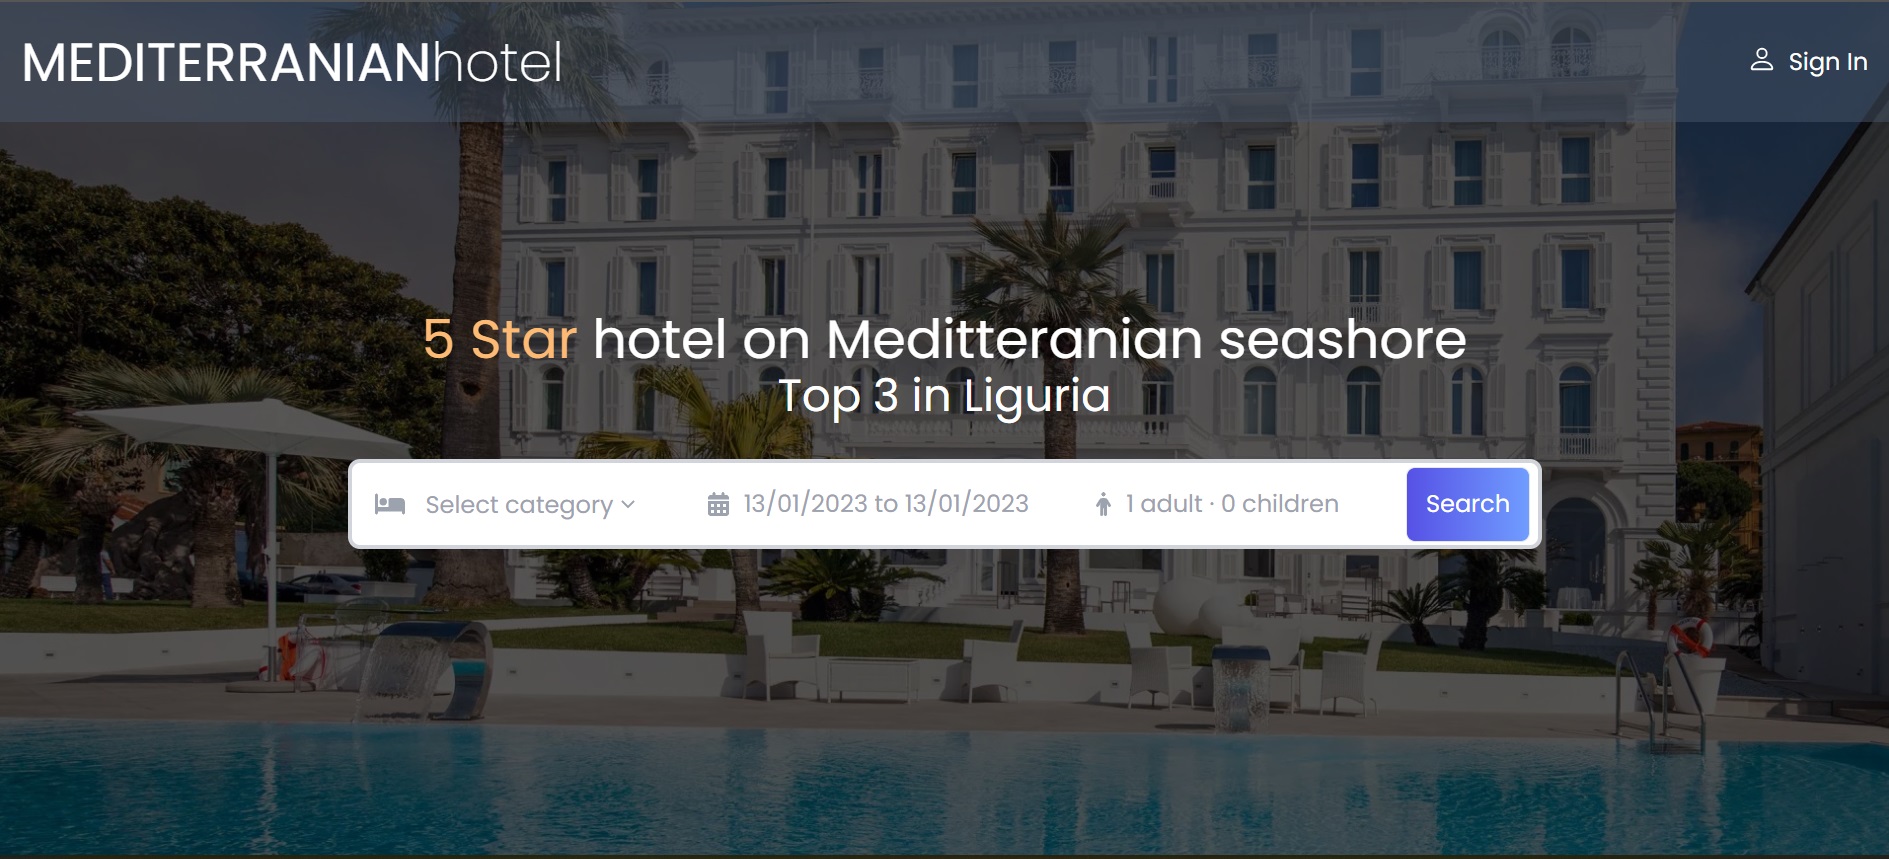 MEDITERRANIANhotel
Sign In
5 Star hotel on Meditteranian seashore
Top 3 in Liguria
Select category
13/01/2023 to 13/01/2023
1 adult · 0 children
Search